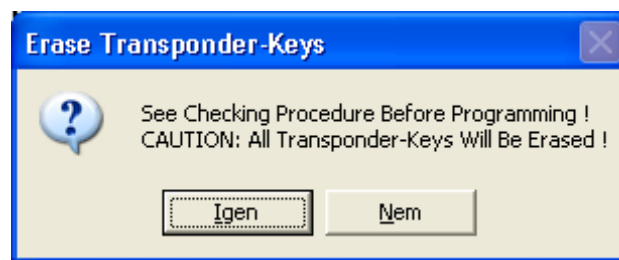 Erase Transponder-Keys
See Checking Procedure Before Programming !
CAUTION: All Transponder-Keys Will Be Erased !
Igen Nem